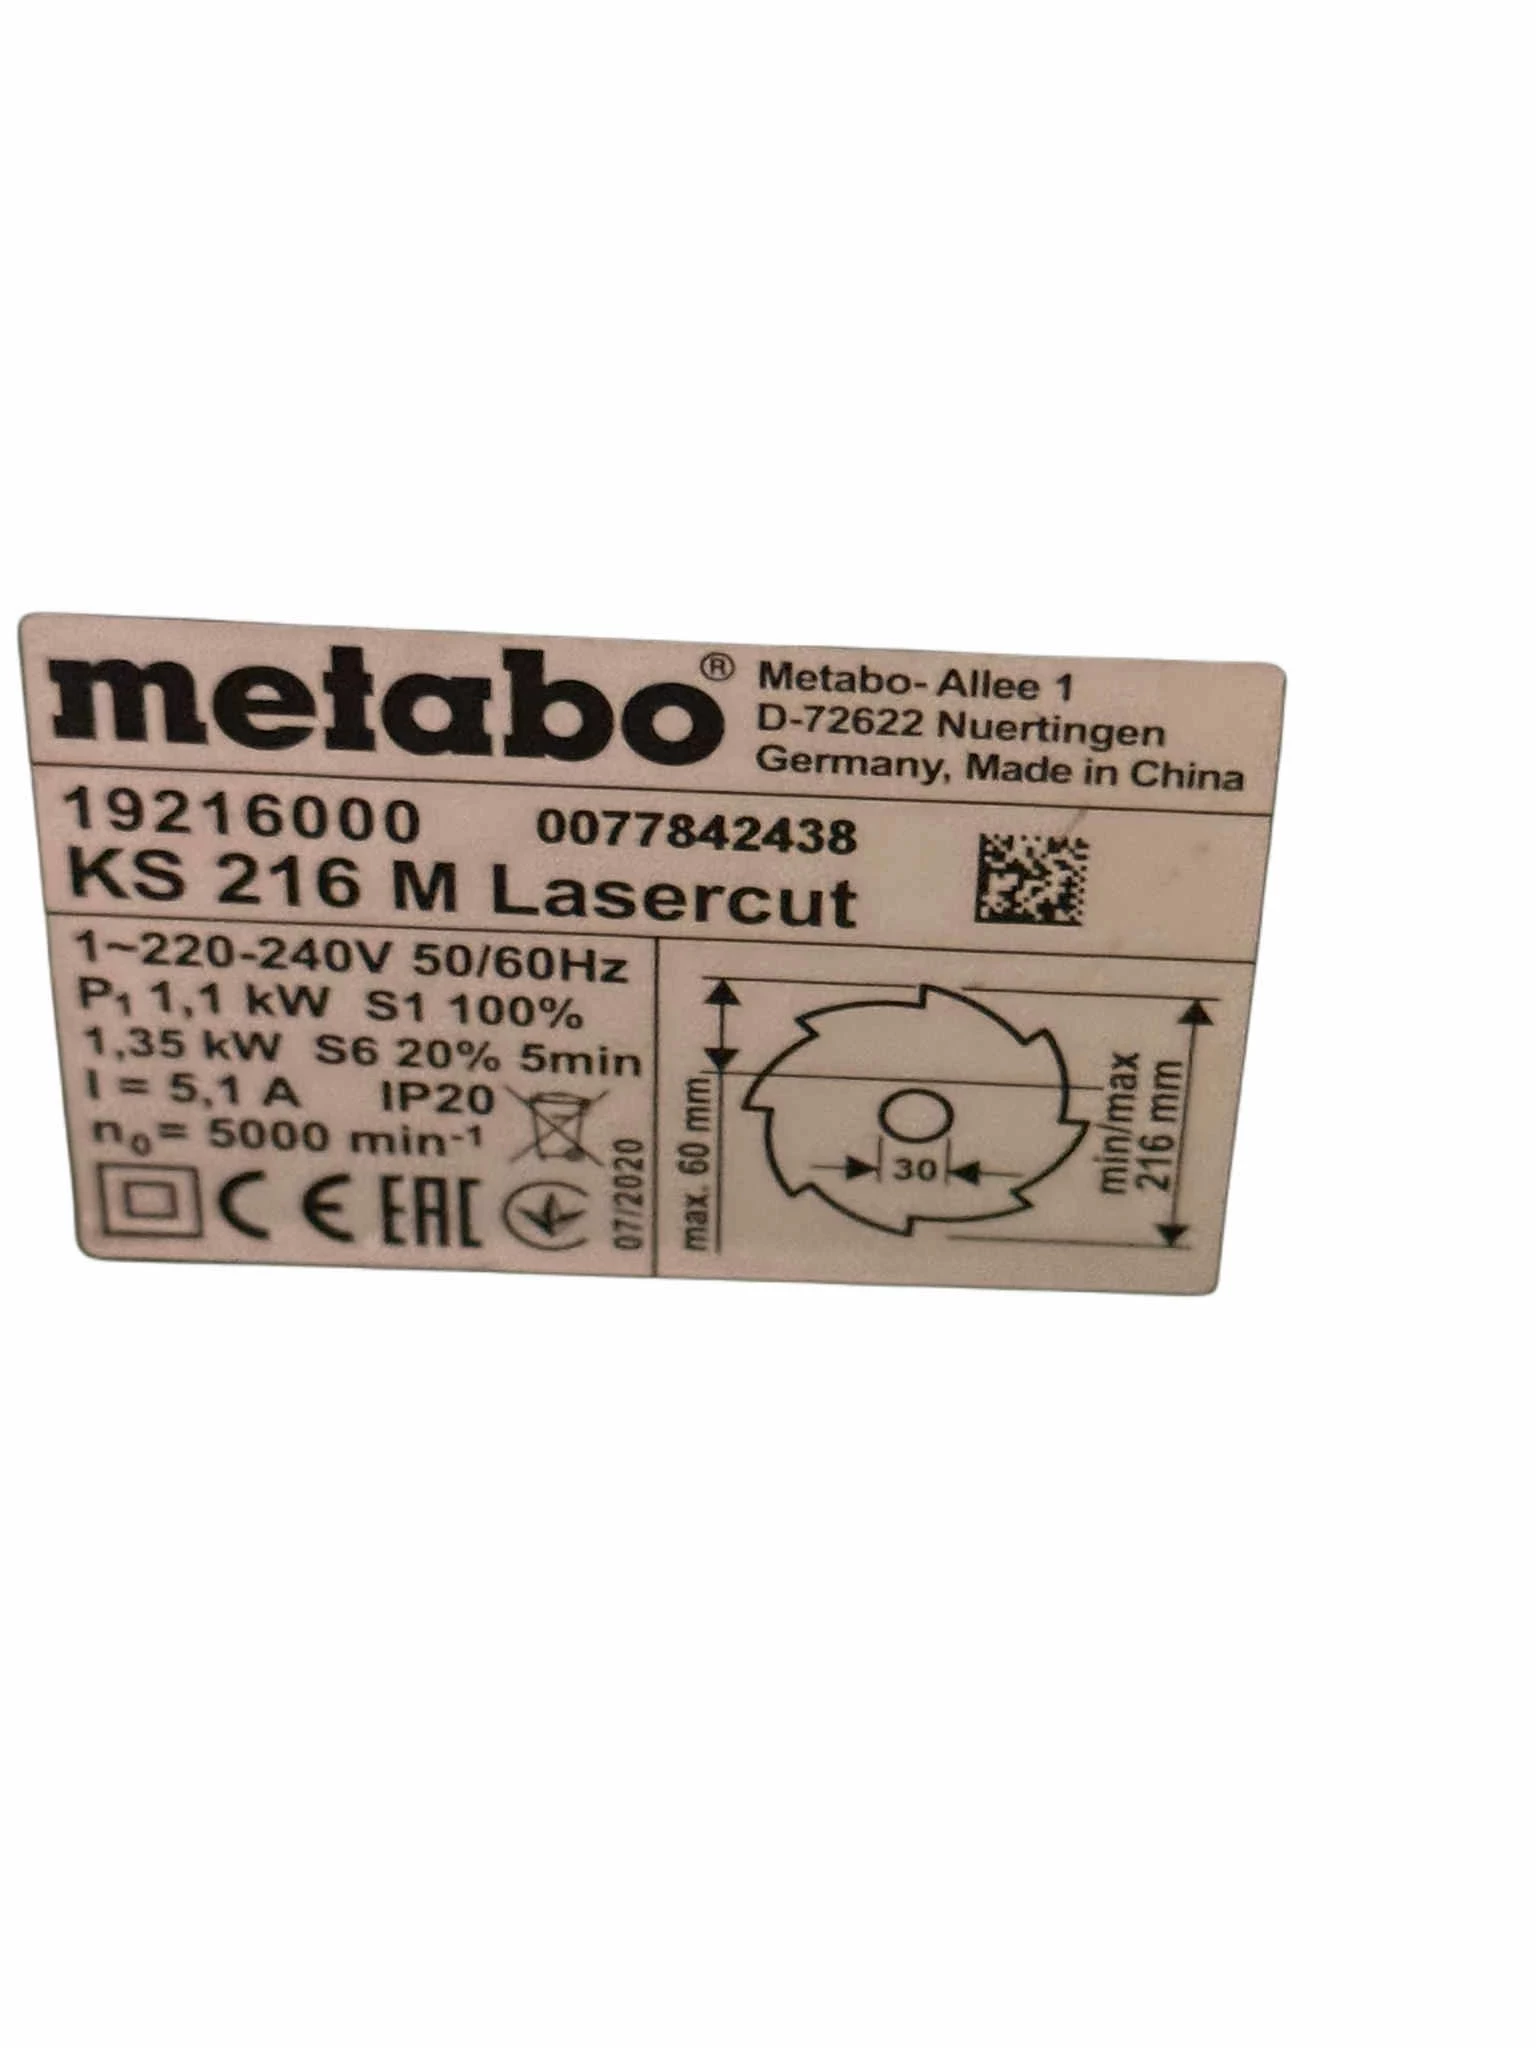 metabo®
Metabo-Allee 1
D-72622 Nuertingen
Germany, Made in China
19216000 0077842438
KS 216 M Lasercut
1~220-240V 50/60Hz
P₁ 1,1 kW S1 100%
1,35 kW S6 20% 5min
I = 5,1 A IP20
n₀= 5000 min⁻¹
CE EAC
07/2020
max. 60 mm
30
min/max
216 mm